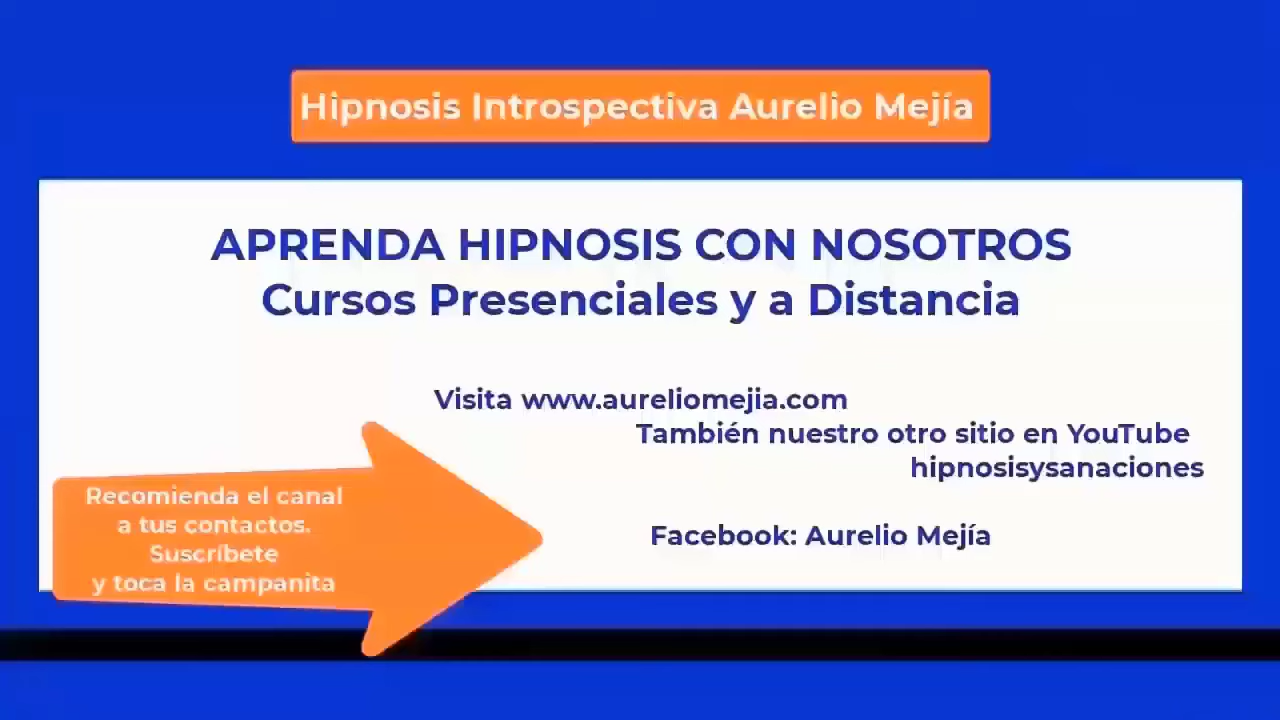 Hipnosis Introspectiva Aurelio Mejía
APRENDA HIPNOSIS CON NOSOTROS
Cursos Presenciales y a Distancia
Visita www.aureliomejia.com
También nuestro otro sitio en YouTube
hipnosisysanaciones
Facebook: Aurelio Mejía
Recomienda el canal
a tus contactos.
Suscríbete
y toca la campanita